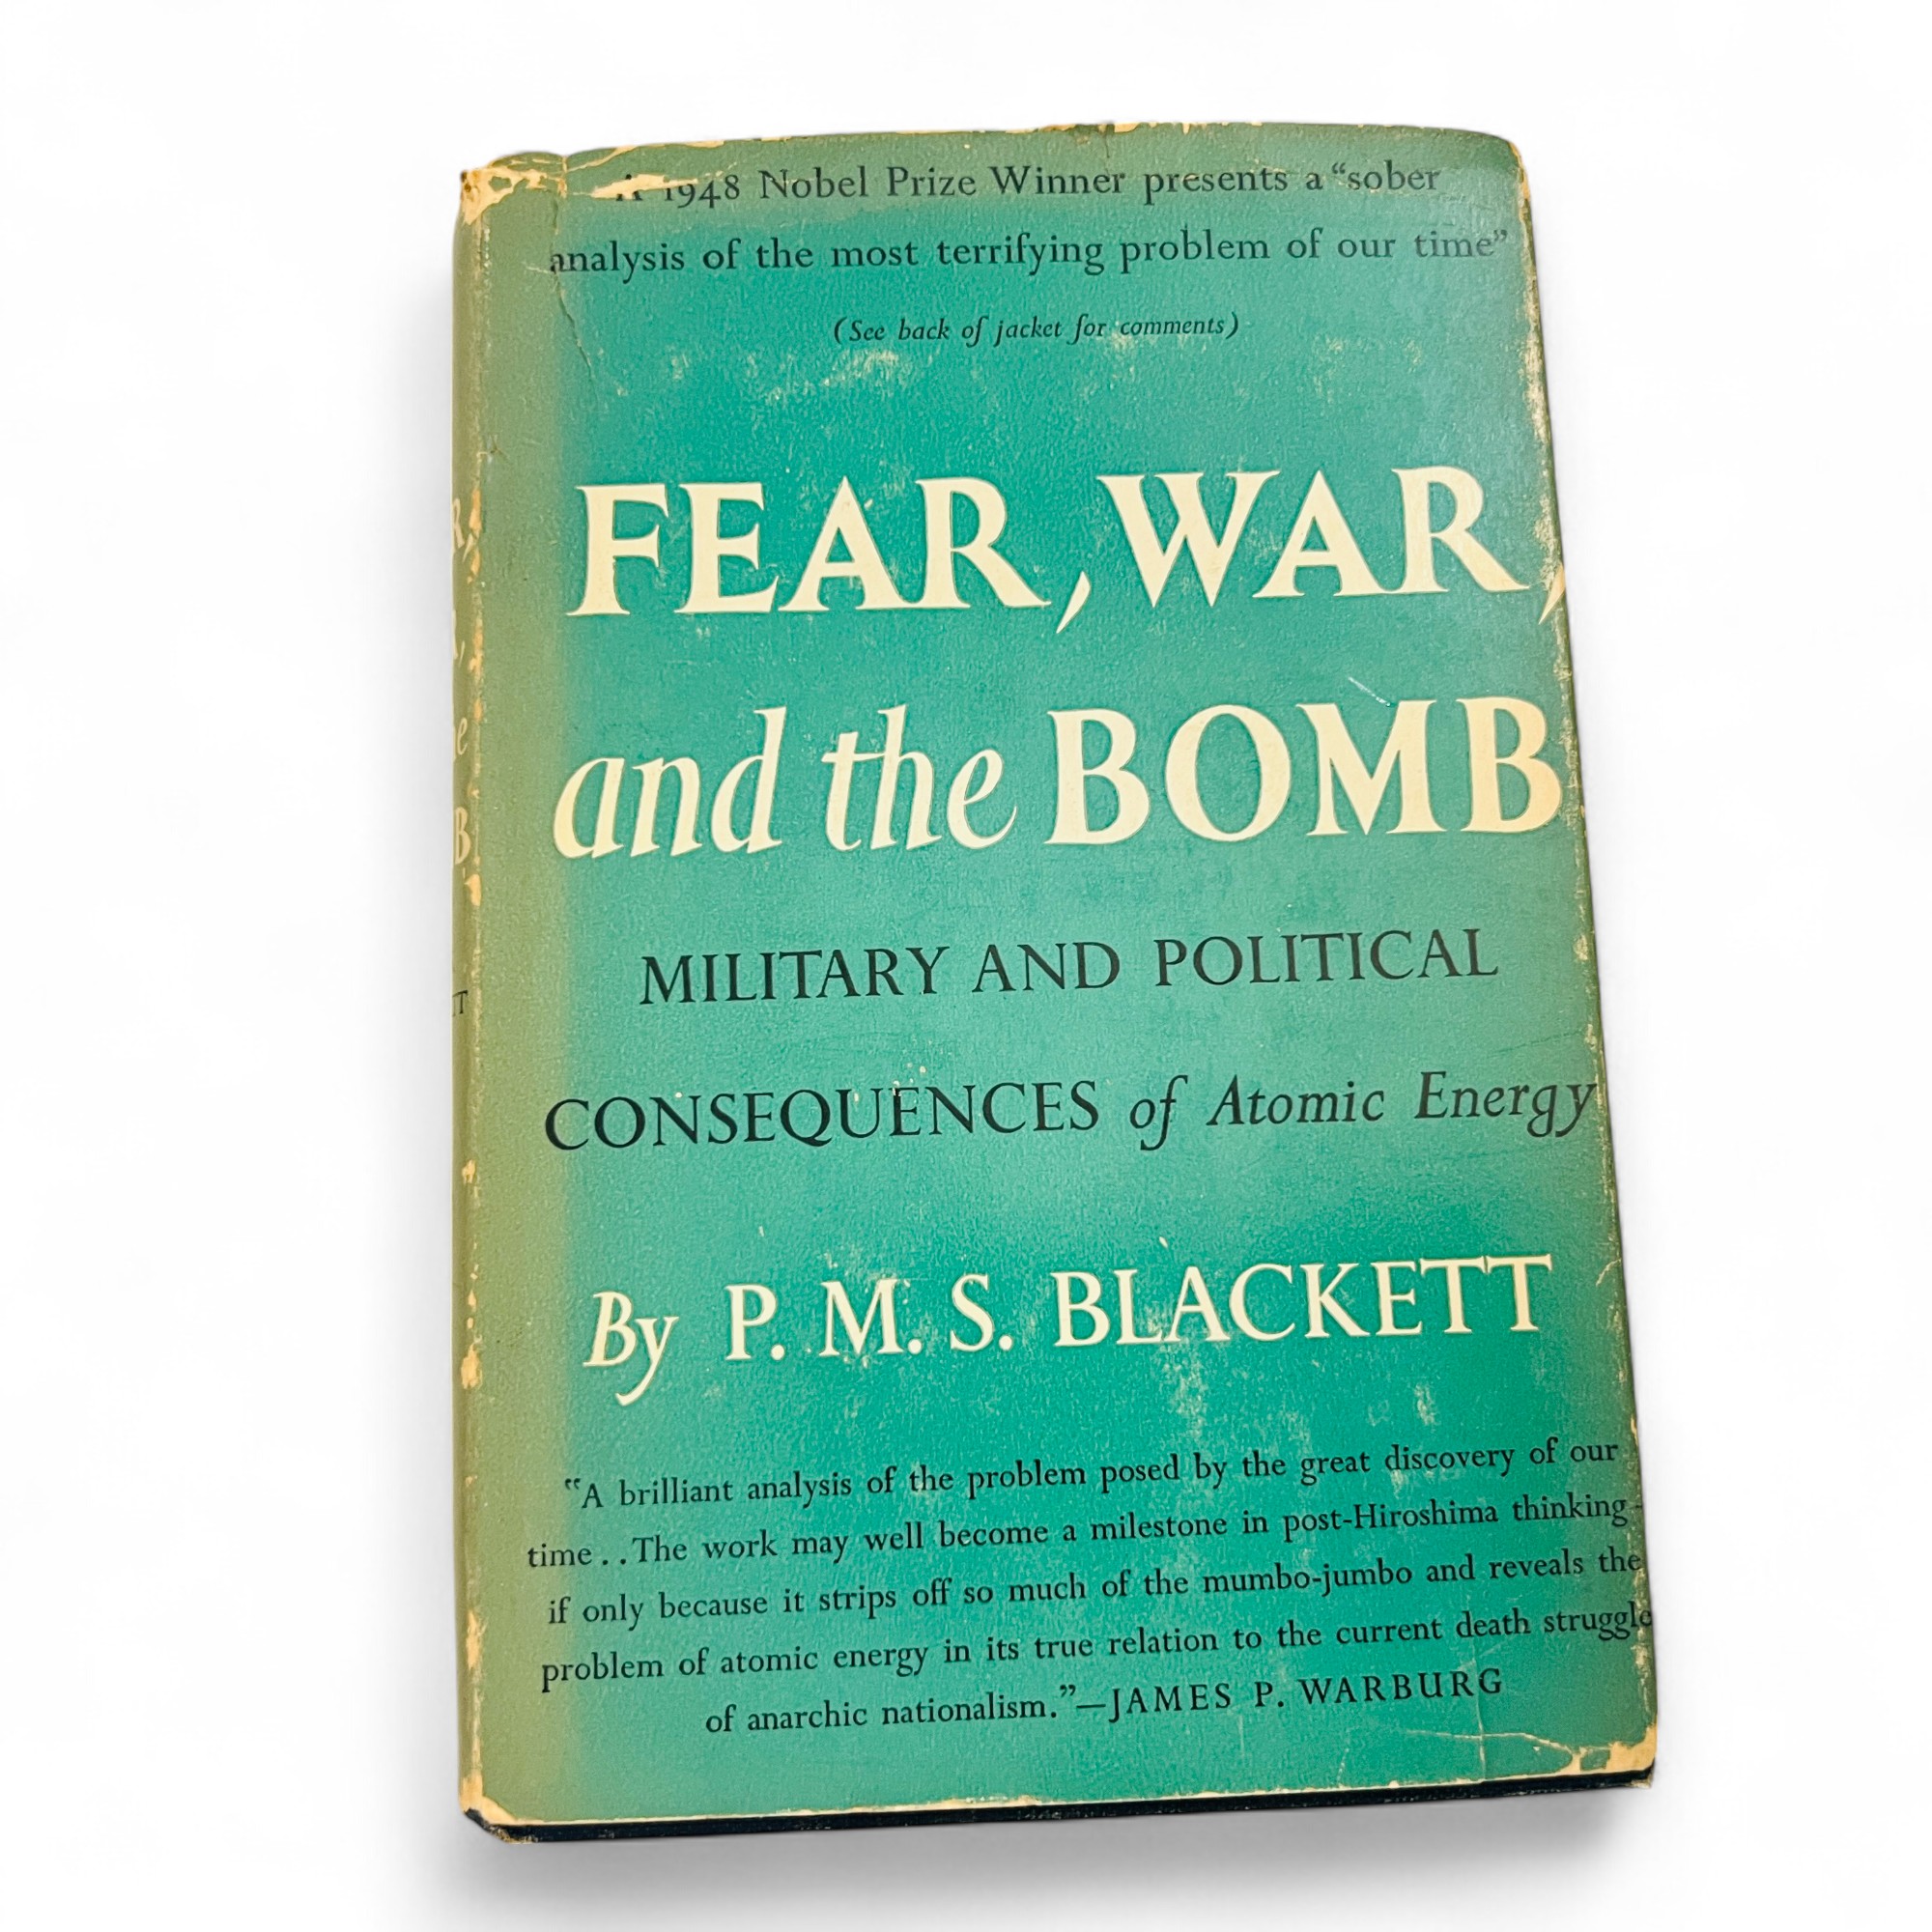 A 1948 Nobel Prize Winner presents a “sober
analysis of the most terrifying problem of our time”
(See back of jacket for comments)
FEAR, WAR,
and the BOMB
MILITARY AND POLITICAL
CONSEQUENCES of Atomic Energy
By P. M. S. BLACKETT
“A brilliant analysis of the problem posed by the great discovery of our
time . . The work may well become a milestone in post-Hiroshima thinking-
if only because it strips off so much of the mumbo-jumbo and reveals the
problem of atomic energy in its true relation to the current death struggle
of anarchic nationalism.”—JAMES P. WARBURG